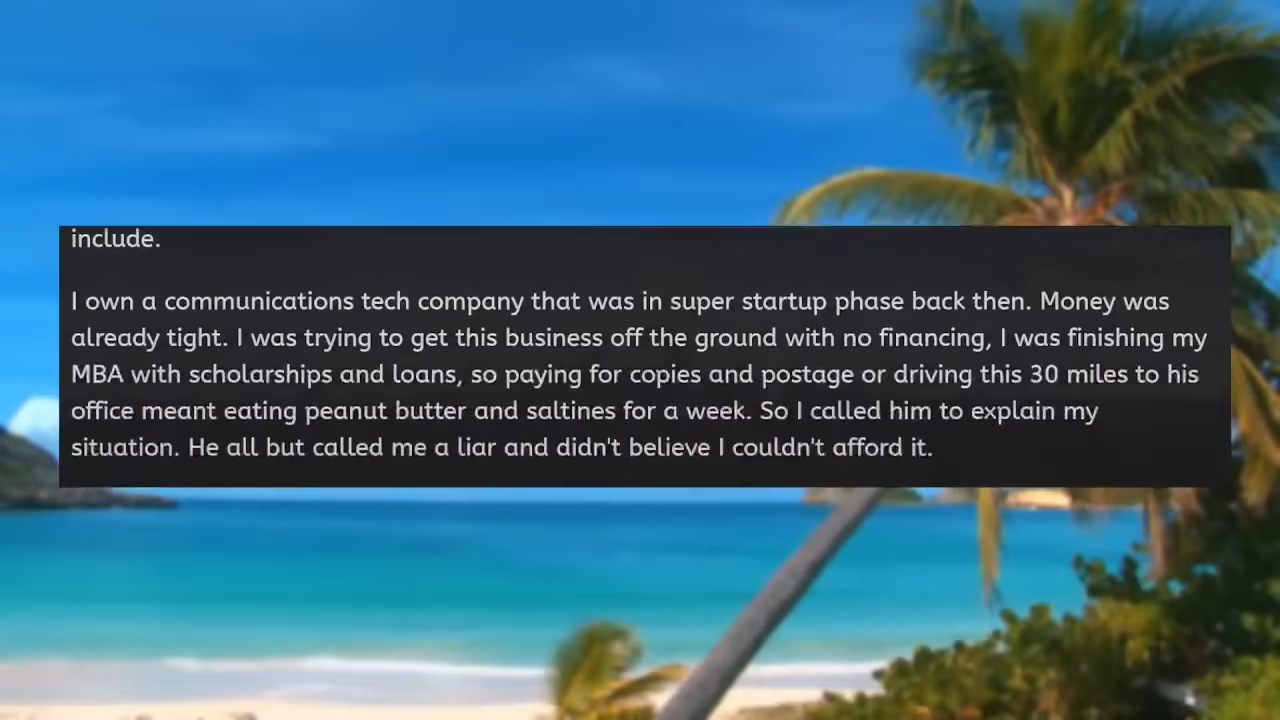 include.
I own a communications tech company that was in super startup phase back then. Money was
already tight. I was trying to get this business off the ground with no financing, I was finishing my
MBA with scholarships and loans, so paying for copies and postage or driving this 30 miles to his
office meant eating peanut butter and saltines for a week. So I called him to explain my
situation. He all but called me a liar and didn't believe I couldn't afford it.